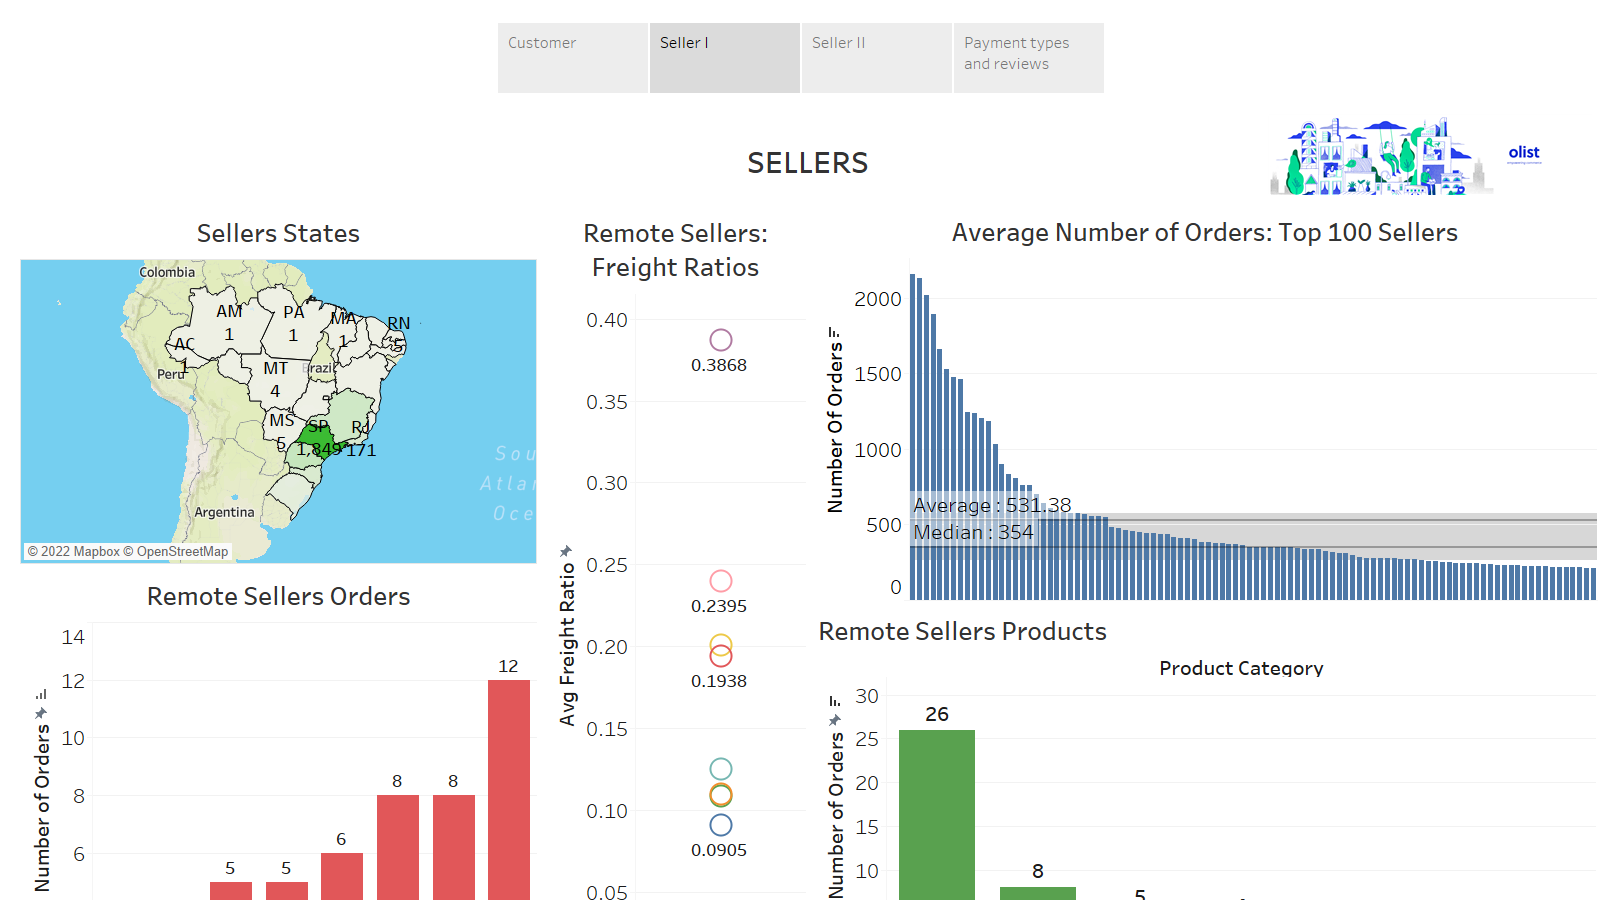 Customer
Seller I
Seller II
Payment types
and reviews
SELLERS
olist
Sellers States
Colombia
AM
1
PA
1
MA
1
RN
5
AC
1
Peru
MT
4
Brazil
MS
5
SP
1,849
RJ
171
Argentina
Sou
Atlan
Oce
© 2022 Mapbox © OpenStreetMap
Remote Sellers Orders
Number of Orders
14
12
10
8
6
5
5
6
8
8
12
Remote Sellers:
Freight Ratios
Avg Freight Ratio
0.40
0.35
0.30
0.25
0.20
0.15
0.10
0.05
0.3868
0.2395
0.1938
0.0905
Average Number of Orders: Top 100 Sellers
Number Of Orders
2000
1500
1000
500
0
Average : 531.38
Median : 354
Remote Sellers Products
Product Category
Number of Orders
30
25
20
15
10
26
8
5